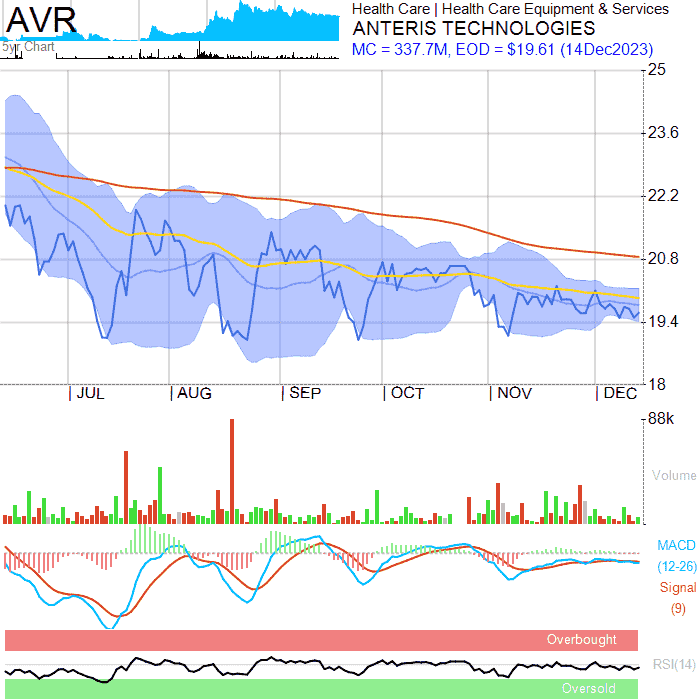 AVR
5yr Chart
Health Care | Health Care Equipment & Services
ANTERIS TECHNOLOGIES
MC = 337.7M, EOD = $19.61 (14Dec2023)
25
23.6
22.2
20.8
19.4
18
JUL AUG SEP OCT NOV DEC
88k
Volume
MACD
(12-26)
Signal
(9)
Overbought
RSI(14)
Oversold